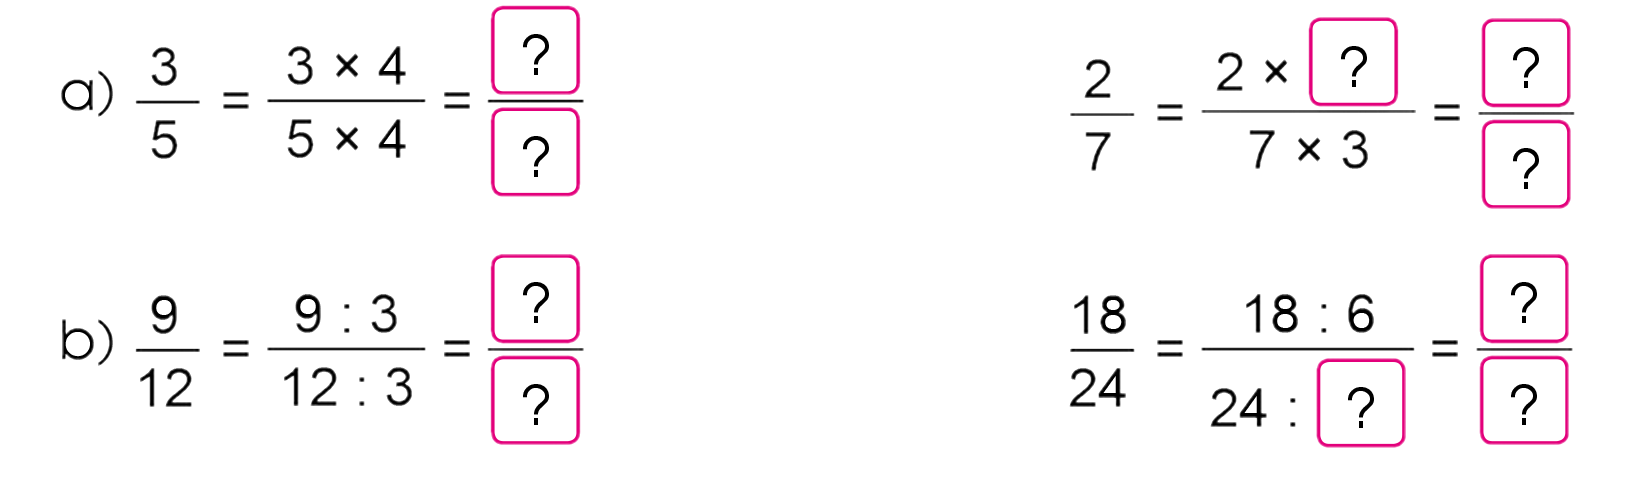 a) 3/5 = 3 × 4 / 5 × 4 = ?/?
2/7 = 2 × ? / 7 × 3 = ?/?
b) 9/12 = 9 : 3 / 12 : 3 = ?/?
18/24 = 18 : 6 / 24 : ? = ?/?